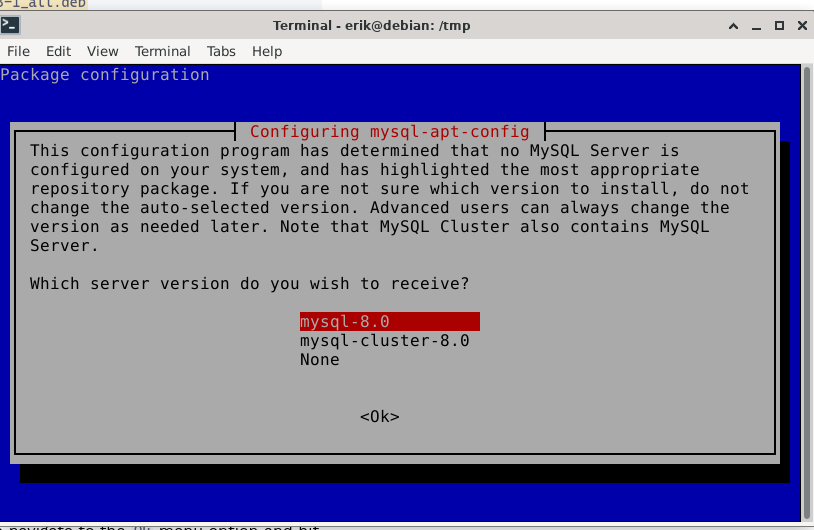 Terminal - erik@debian: /tmp
File Edit View Terminal Tabs Help
Package configuration
Configuring mysql-apt-config
This configuration program has determined that no MySQL Server is
configured on your system, and has highlighted the most appropriate
repository package. If you are not sure which version to install, do not
change the auto-selected version. Advanced users can always change the
version as needed later. Note that MySQL Cluster also contains MySQL
Server.
Which server version do you wish to receive?
mysql-8.0
mysql-cluster-8.0
None
<Ok>